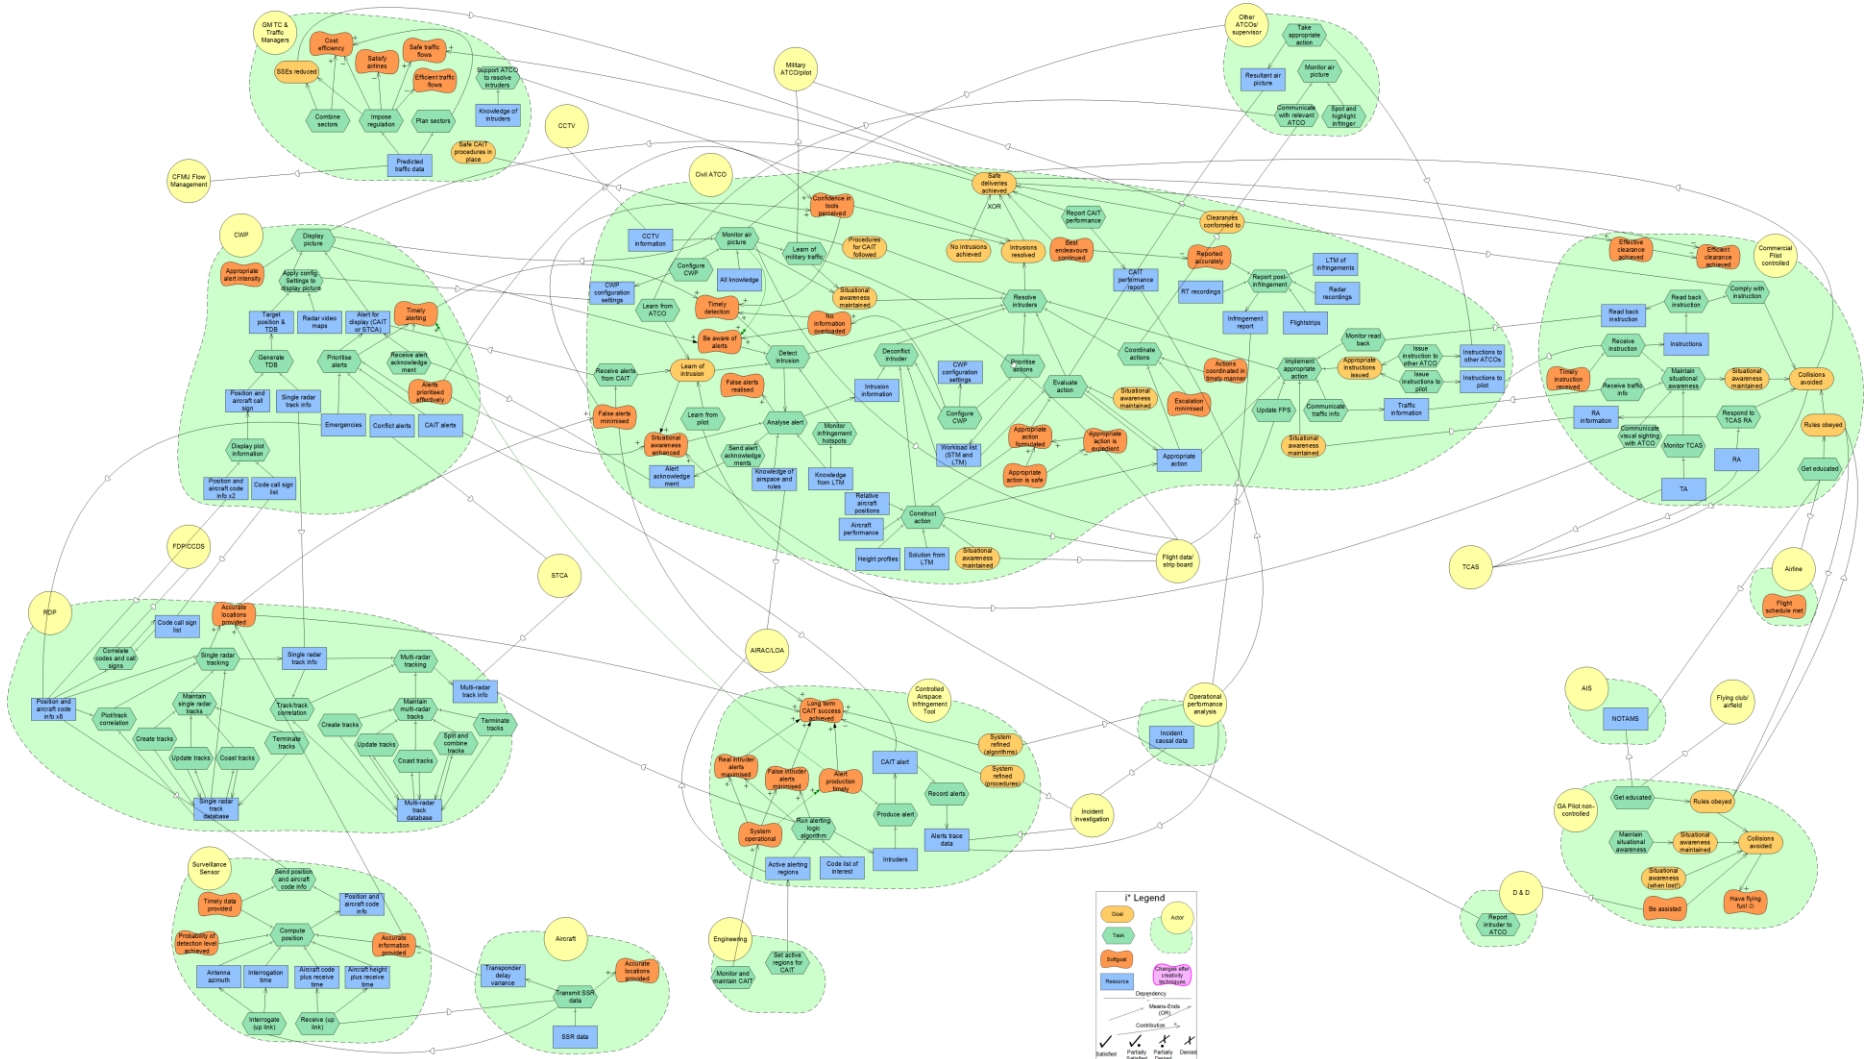 GM TC &
Traffic
Managers
Cost
efficiency
Satisfy
airlines
Safe traffic
flows
SSEs reduced
Efficient traffic
flows
Support ATCO
to resolve
intruders
Combine
sectors
Impose
regulation
Plan sectors
Knowledge of
intruders
Predicted
traffic data
Safe CAIT
procedures in
place
CFMU Flow
Management
CCTV
Military
ATCO/pilot
Other
ATCOs/
supervisor
Take
appropriate
action
Resultant air
picture
Monitor air
picture
Communicate
with relevant
ATCO
Spot and
highlight
infringer
CWP
Display
picture
Appropriate
alert intensity
Apply config
Settings to
display picture
Target
position &
TDB
Radar video
maps
Alert for
display (CAIT
or STCA)
Timely
alerting
Generate
TDB
Prioritise
alerts
Receive alert
acknowledge
ment
Position and
aircraft call
sign
Single radar
track info
Alerts
prioritised
effectively
Emergencies
Conflict alerts
CAIT alerts
Display plot
information
Position and
aircraft code
info x2
Code call sign
list
Civil ATCO
CCTV
information
Monitor air
picture
Learn of
military traffic
Confidence in
tools
perceived
Procedures
for CAIT
followed
Safe
deliveries
achieved
XOR
No intrusions
achieved
Intrusions
resolved
Report CAIT
performance
Best
endeavours
continued
Clearances
conformed to
Reported
accurately
CAIT
performance
report
RT recordings
Report post-
infringement
LTM of
infringements
Radar
recordings
Flightstrips
Infringement
report
Configure
CWP
CWP
configuration
settings
All knowledge
Learn from
ATCO
Timely
detection
Situational
awareness
maintained
No
information
overloaded
Resolve
intruders
Be aware of
alerts
Detect
intrusion
Receive alerts
from CAIT
Learn of
intrusion
False alerts
realised
False alerts
minimised
Learn from
pilot
Analyse alert
Intrusion
information
Deconflict
intruder
CWP
configuration
settings
Configure
CWP
Workload list
(STM and
LTM)
Prioritise
actions
Evaluate
action
Coordinate
actions
Situational
awareness
maintained
Actions
coordinated in
timely manner
Escalation
minimised
Implement
appropriate
action
Update FPS
Monitor read
back
Appropriate
instructions
issued
Issue
instruction to
other ATCO
Issue
instructions to
pilot
Instructions to
other ATCOs
Instructions to
pilot
Communicate
traffic info
Traffic
information
Situational
awareness
maintained
Situational
awareness
enhanced
Send alert
acknowledge
ments
Monitor
infringement
hotspots
Alert
acknowledge
ment
Knowledge of
airspace and
rules
Knowledge
from LTM
Appropriate
action
formulated
Appropriate
action is
expedient
Appropriate
action is safe
Appropriate
action
Relative
aircraft
positions
Aircraft
performance
Construct
action
Height profiles
Solution from
LTM
Situational
awareness
maintained
Flight data/
strip board
Commercial
Pilot
controlled
Effective
clearance
achieved
Efficient
clearance
achieved
Comply with
instruction
Read back
instruction
Read back
instruction
Receive
instruction
Instructions
Timely
instruction
received
Receive traffic
info
Maintain
situational
awareness
Situational
awareness
maintained
Collisions
avoided
RA
information
Respond to
TCAS RA
Rules obeyed
Communicate
visual sighting
with ATCO
Monitor TCAS
RA
Get educated
TA
TCAS
Airline
Flight
schedule met
FDP/CCDS
STCA
RDP
Code call sign
list
Accurate
locations
provided
Correlate
codes and call
signs
Single radar
tracking
Single radar
track info
Multi-radar
tracking
Multi-radar
track info
Position and
aircraft code
info x8
Plot/track
correlation
Maintain
single radar
tracks
Track/track
correlation
Maintain
multi-radar
tracks
Create tracks
Update tracks
Coast tracks
Terminate
tracks
Create tracks
Update tracks
Coast tracks
Split and
combine
tracks
Terminate
tracks
Single radar
track
database
Multi-radar
track
database
AIRAC/LOA
Controlled
Airspace
Infringement
Tool
Long term
CAIT success
achieved
Real intruder
alerts
maximised
False intruder
alerts
minimised
Alert
production
timely
CAIT alert
System
refined
(algorithms)
System
refined
(procedures)
Record alerts
System
operational
Run alerting
logic
algorithm
Produce alert
Alerts trace
data
Active alerting
regions
Code list of
interest
Intruders
Operational
performance
analysis
Incident
causal data
Incident
investigation
AIS
NOTAMS
Flying club/
airfield
GA Pilot non-
controlled
Get educated
Rules obeyed
Maintain
situational
awareness
Situational
awareness
maintained
Collisions
avoided
Situational
awareness
(when lost!)
Be assisted
Have flying
fun! ☺
D & D
Report
intruder to
ATCO
Surveillance
Sensor
Send position
and aircraft
code info
Timely data
provided
Position and
aircraft code
info
Probability of
detection level
achieved
Compute
position
Accurate
information
provided
Antenna
azimuth
Interrogation
time
Aircraft code
plus receive
time
Aircraft height
plus receive
time
Interrogate
(up link)
Receive (up
link)
Aircraft
Transponder
delay
variance
Accurate
locations
provided
Transmit SSR
data
SSR data
Engineering
Monitor and
maintain CAIT
Set active
regions for
CAIT
i* Legend
Goal
Task
Softgoal
Resource
Actor
Changes after
creativity
techniques
Dependency
Means-Ends
(OR)
Contribution
Satisfied
Partially
Satisfied
Partially
Denied
Denied